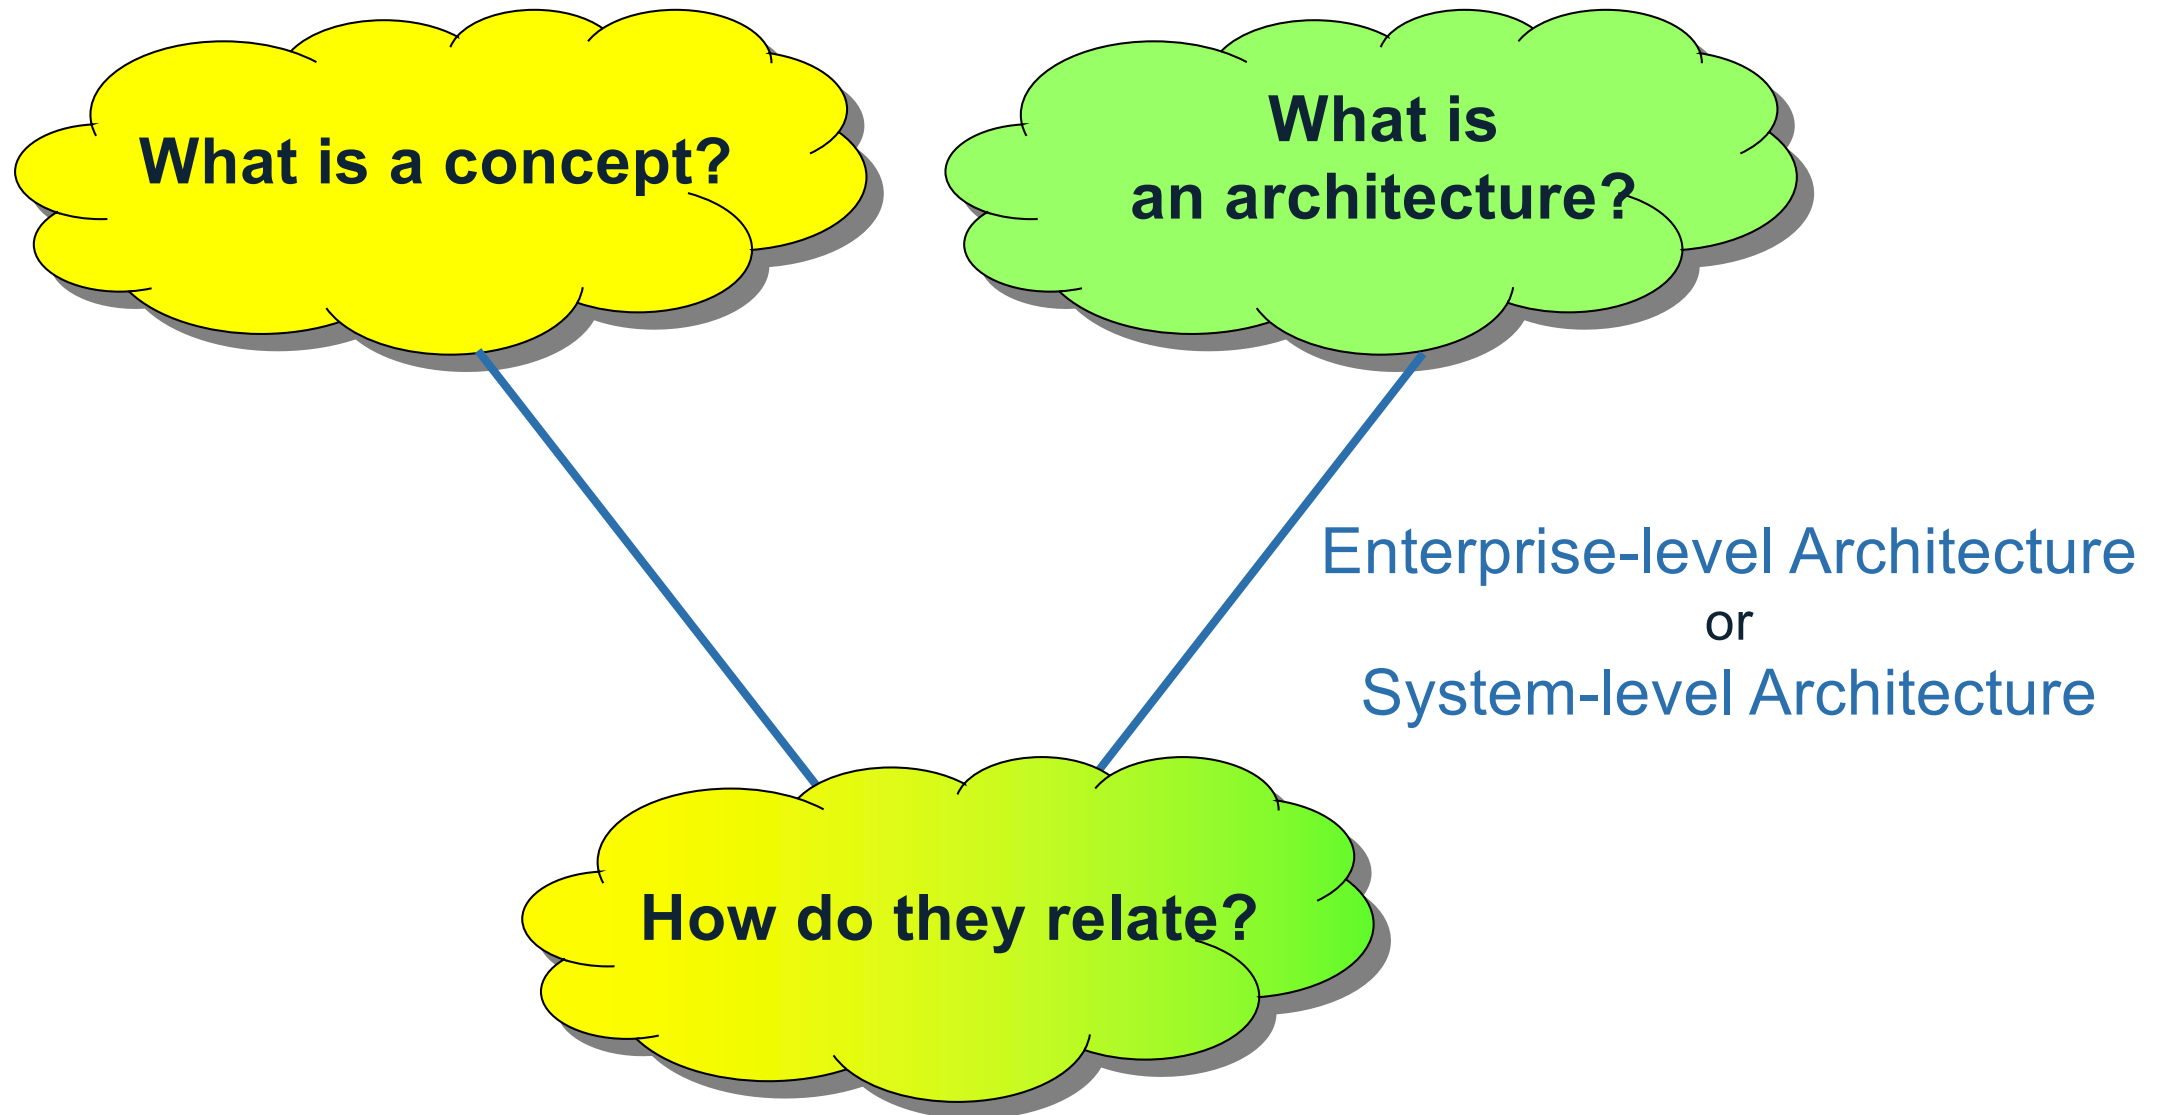 What is a concept?
What is
an architecture?
Enterprise-level Architecture
or
System-level Architecture
How do they relate?